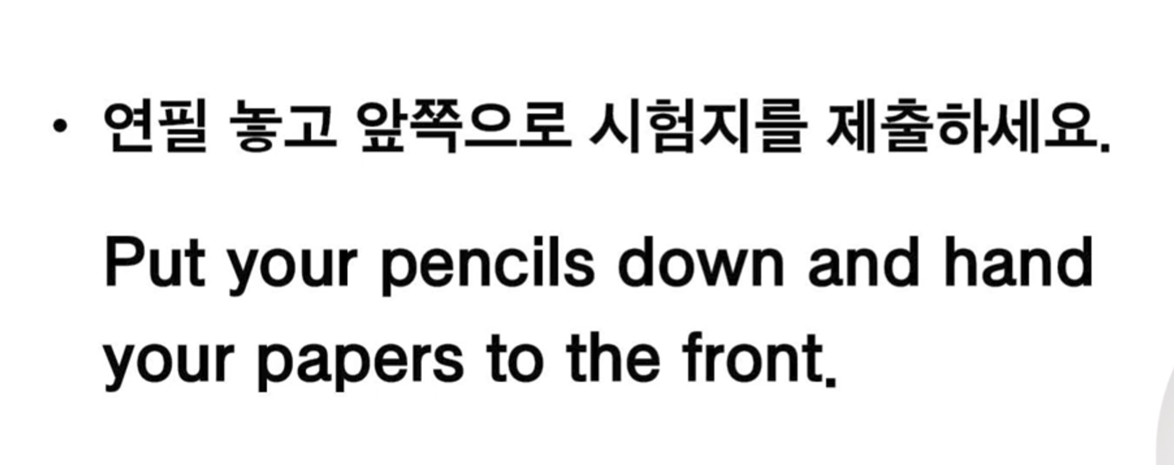 • 연필 놓고 앞쪽으로 시험지를 제출하세요.
Put your pencils down and hand
your papers to the front.